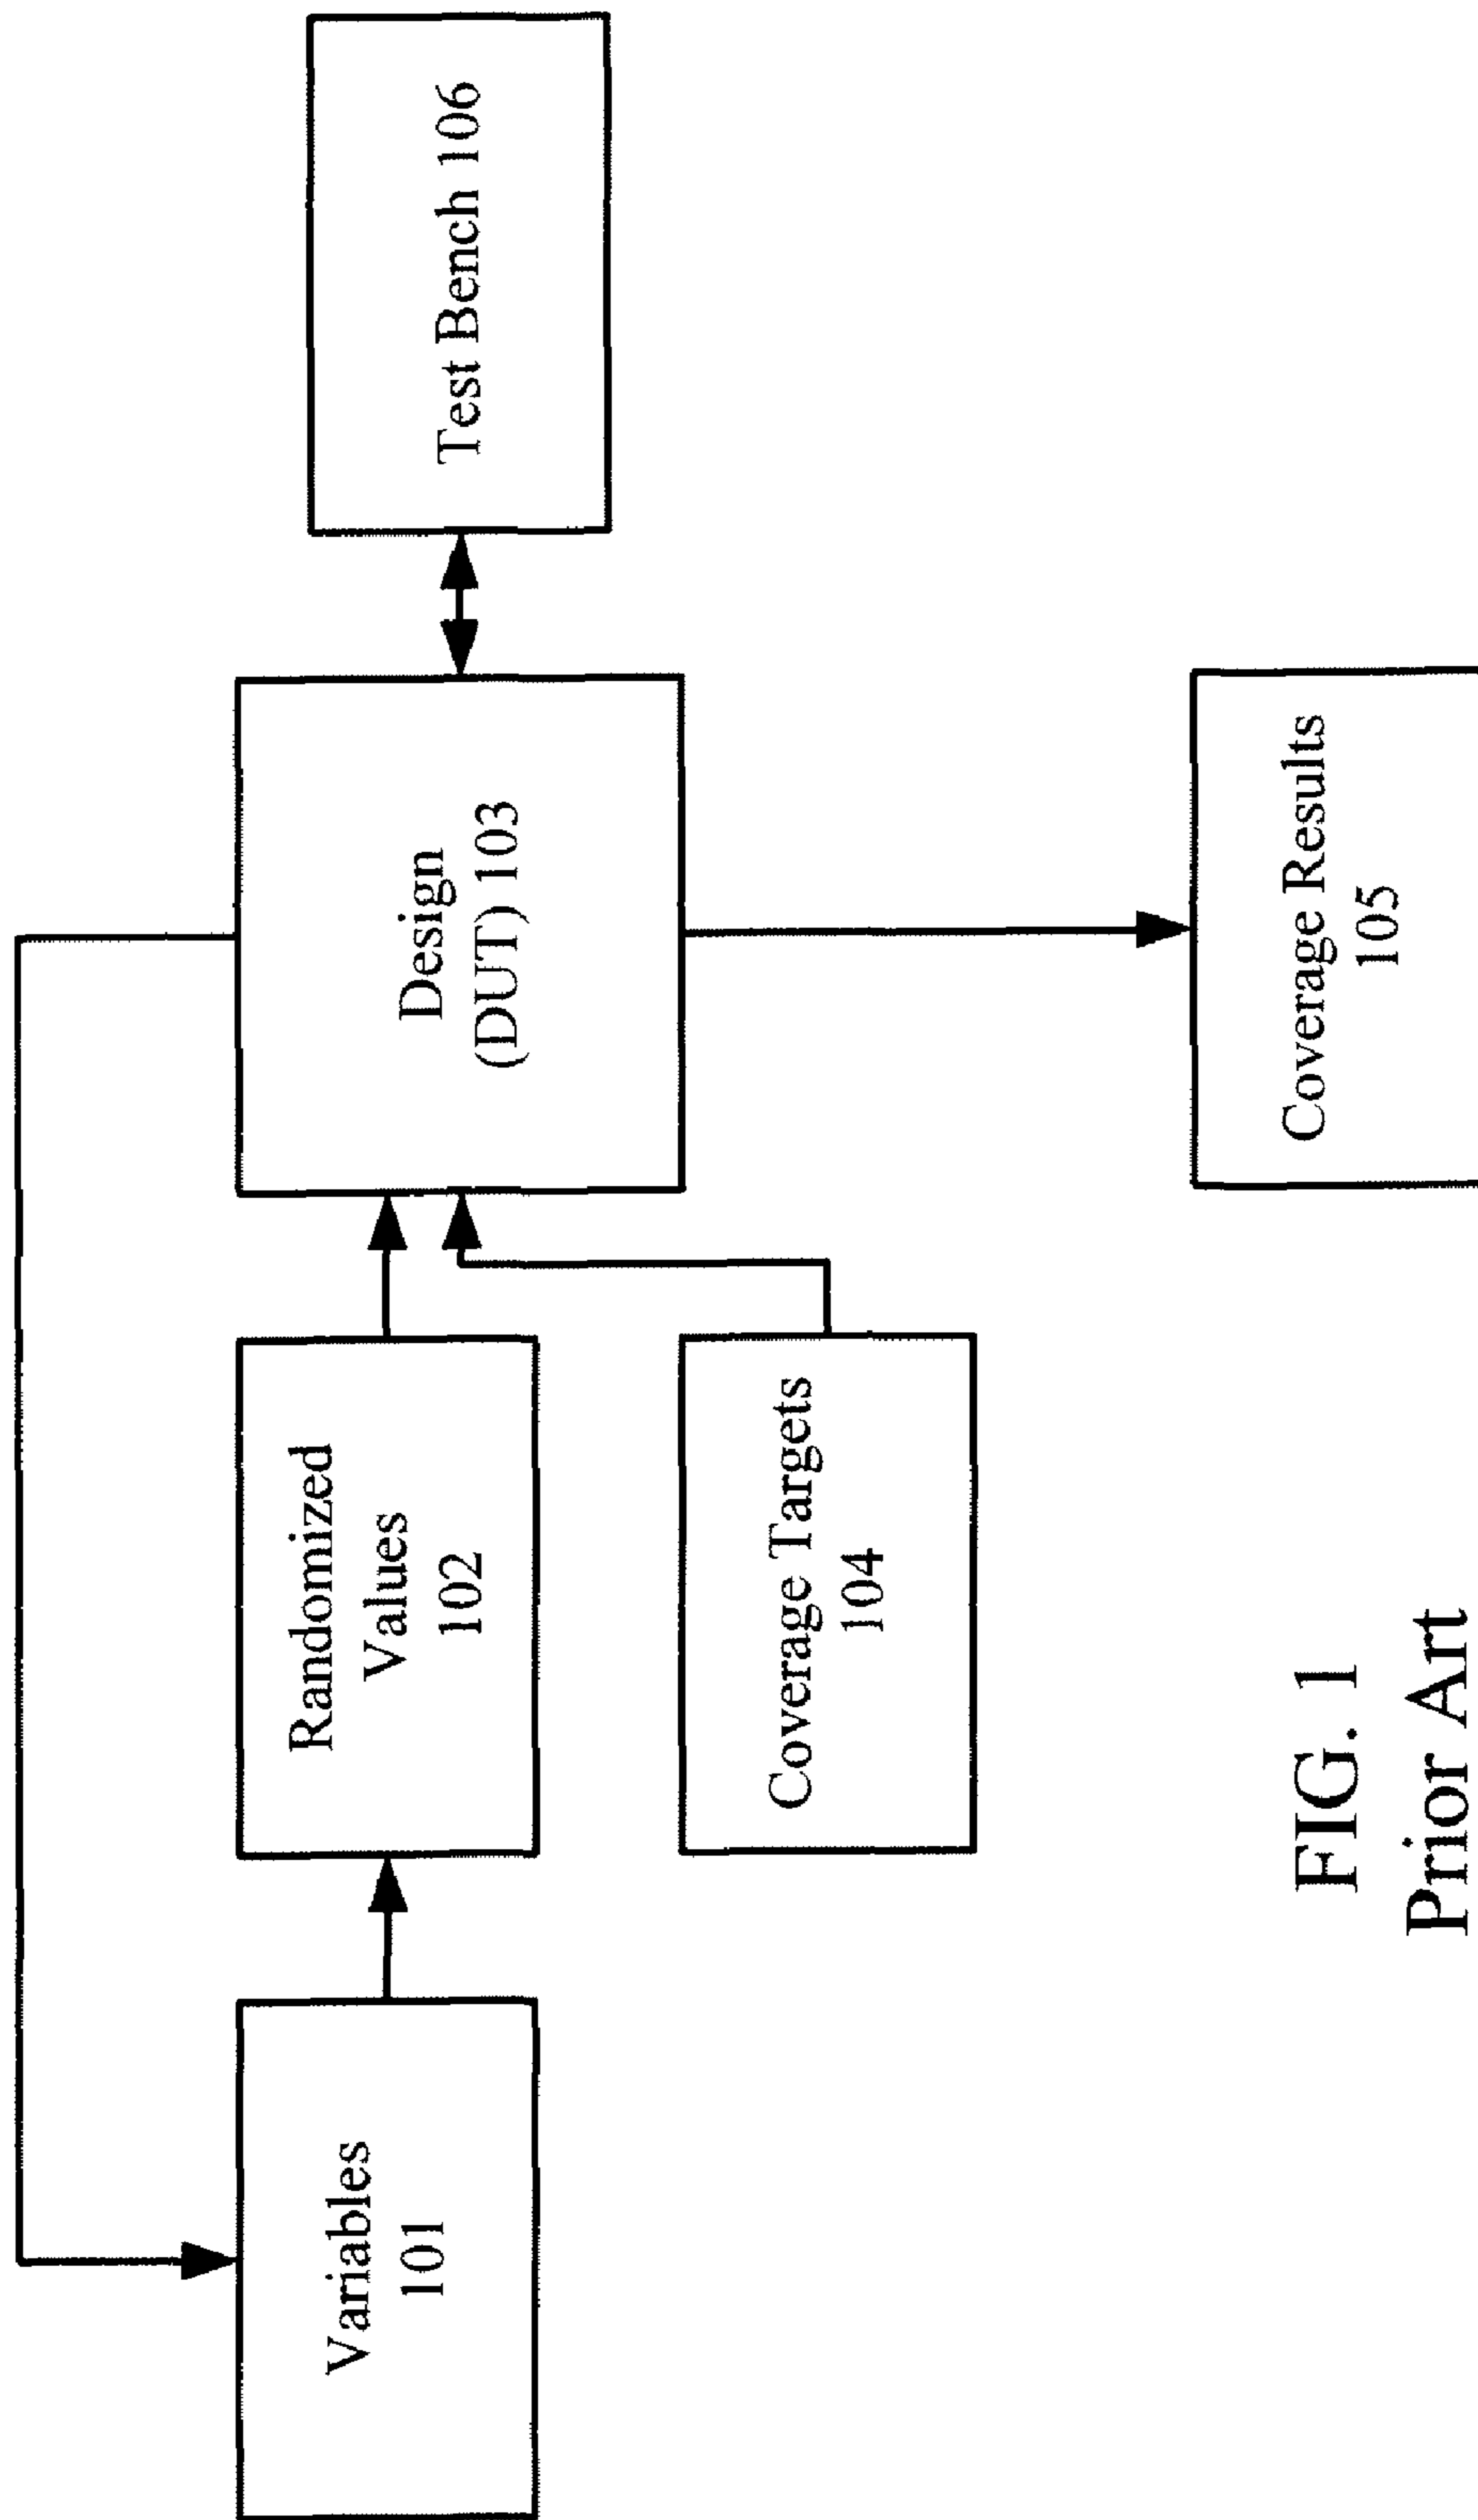 Variables
101
Randomized
Values
102
Design
(DUT) 103
Test Bench 106
Coverage Targets
104
Coverage Results
105
FIG. 1
Prior Art